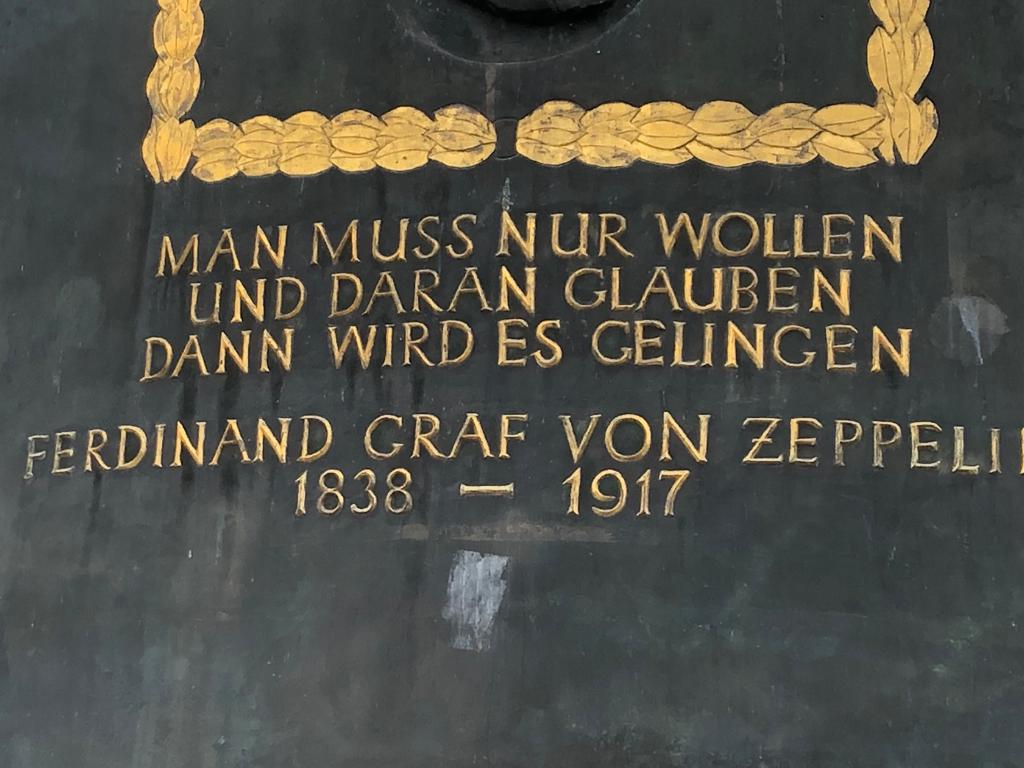 MAN MUSS NUR WOLLEN
UND DARAN GLAUBEN
DANN WIRD ES GELINGEN
FERDINAND GRAF VON ZEPPELI
1838 – 1917